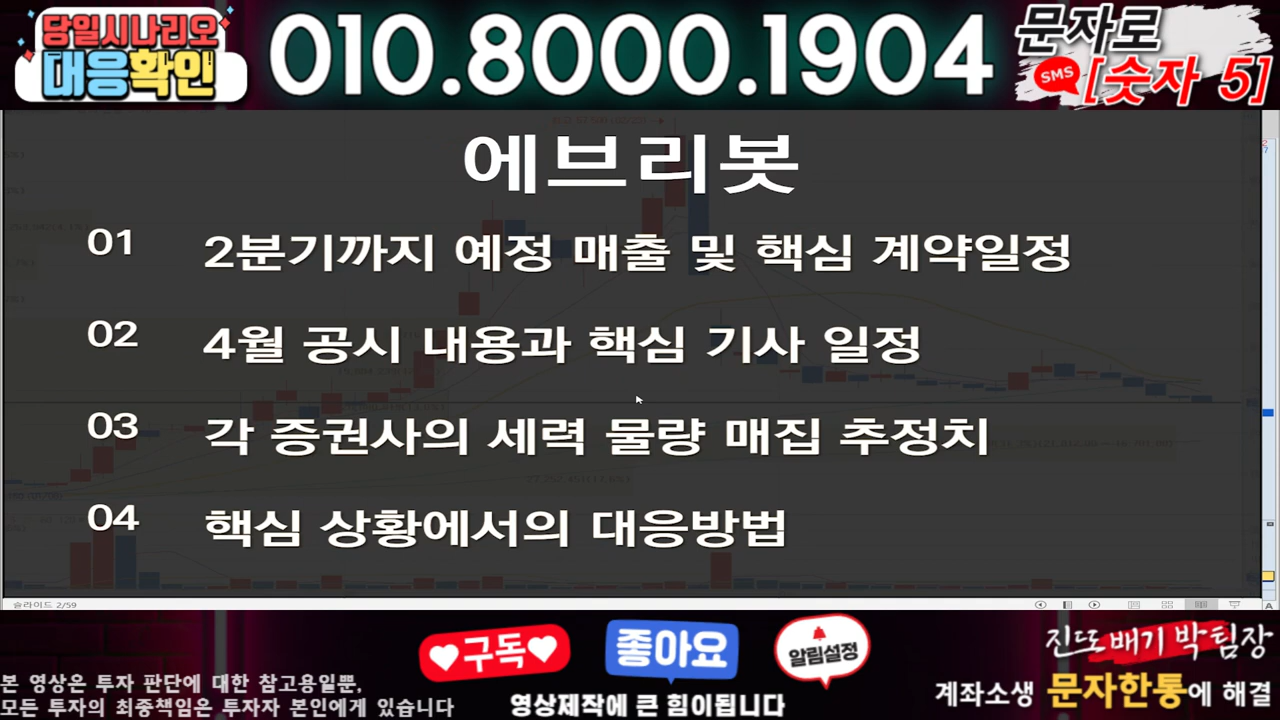 당일시나리오
대응확인
010.8000.1904
문자로
SMS
[숫자 5]
에브리봇
01 2분기까지 예정 매출 및 핵심 계약일정
02 4월 공시 내용과 핵심 기사 일정
03 각 증권사의 세력 물량 매집 추정치
04 핵심 상황에서의 대응방법
슬라이드 2/59
구독
좋아요
알림설정
영상제작에 큰 힘이됩니다
본 영상은 투자 판단에 대한 참고용일뿐,
모든 투자의 최종책임은 투자자 본인에게 있습니다
진또배기 박팀장
계좌소생 문자한통에 해결